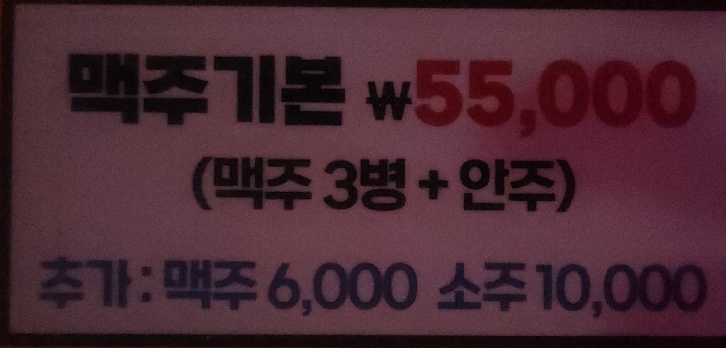 맥주기본 ₩55,000
(맥주 3병 + 안주)
추가 : 맥주 6,000 소주 10,000